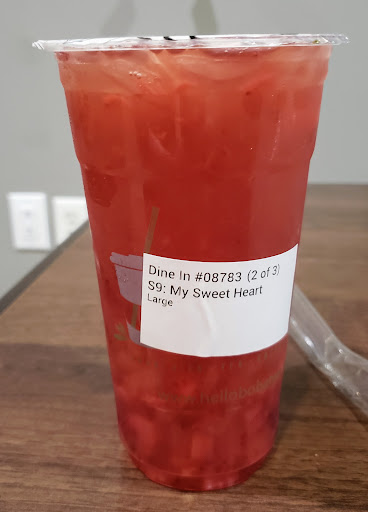 Dine In #08783 (2 of 3)
S9: My Sweet Heart
Large